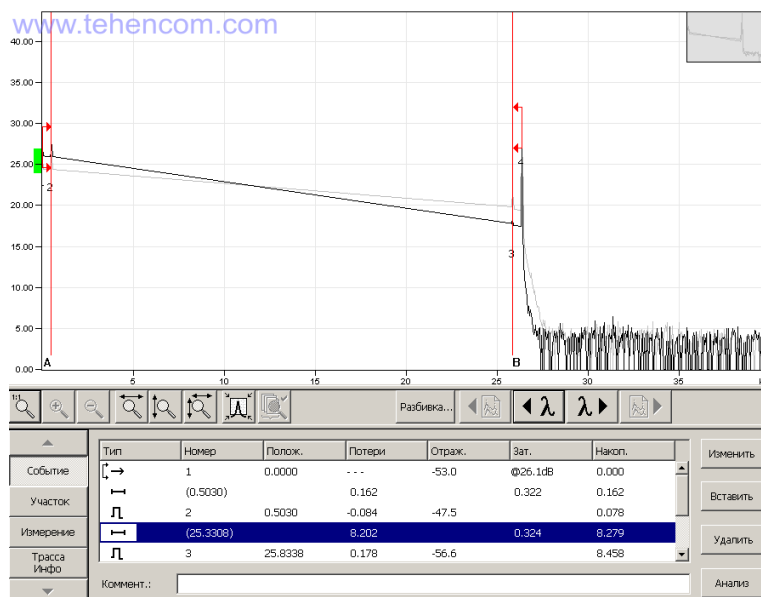 www.tehencom.com
40.00
35.00
30.00
25.00
20.00
15.00
10.00
5.00
0.00
2
3
4
A
B
5
10
15
20
25
30
35
1:1
Разбивка...
λ
λ
Событие
Участок
Измерение
Трасса
Инфо
Тип Номер Полож. Потери Отраж. Зат. Накоп.
1 0.0000 --- -53.0 @26.1dB 0.000
(0.5030) 0.162 0.322 0.162
2 0.5030 -0.084 -47.5 0.078
(25.3308) 8.202 0.324 8.279
3 25.8338 0.178 -56.6 8.458
Коммент.:
Изменить
Вставить
Удалить
Анализ